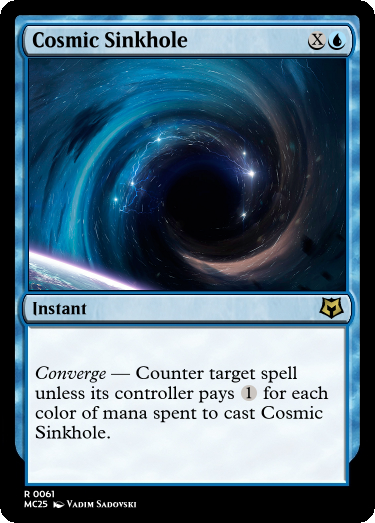 Cosmic Sinkhole X
Instant
Converge — Counter target spell
unless its controller pays 1 for each
color of mana spent to cast Cosmic
Sinkhole.
R 0061
MC25 Vadim Sadovski